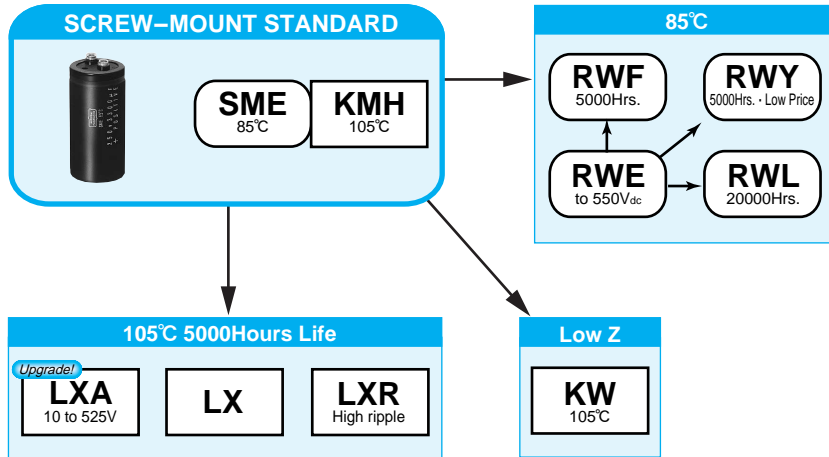 SCREW–MOUNT STANDARD
SME
85℃
KMH
105℃
85℃
RWF
5000Hrs.
RWY
5000Hrs.・Low Price
RWE
to 550Vdc
RWL
20000Hrs.
105℃ 5000Hours Life
Upgrade!
LXA
10 to 525V
LX
LXR
High ripple
Low Z
KW
105℃